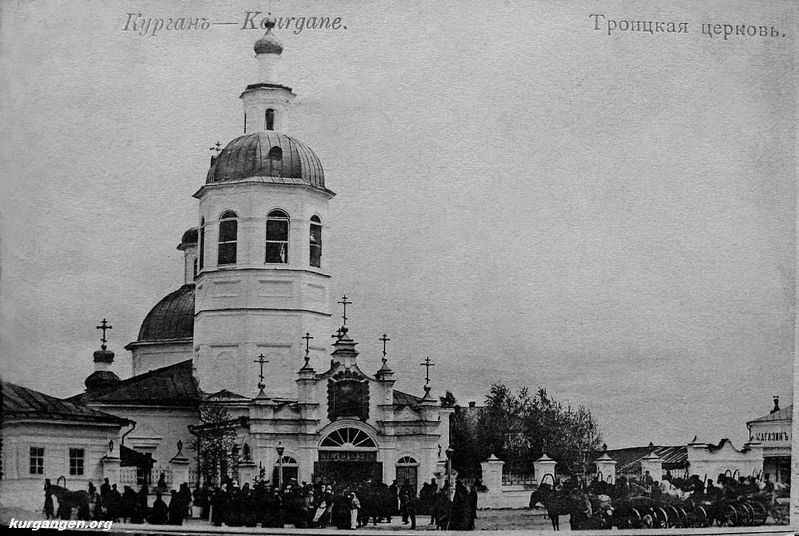 Курганъ—Kourgane.
Троицкая церковь.
МАГАЗИНЪ
kurgangen.org